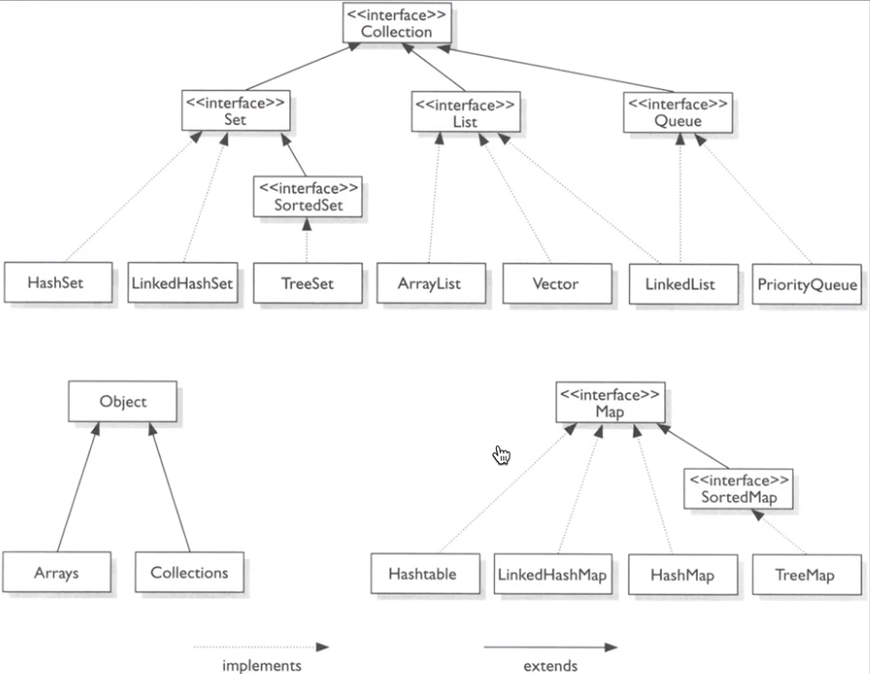 <<interface>>
Collection
<<interface>>
Set
<<interface>>
List
<<interface>>
Queue
<<interface>>
SortedSet
HashSet
LinkedHashSet
TreeSet
ArrayList
Vector
LinkedList
PriorityQueue
Object
<<interface>>
Map
<<interface>>
SortedMap
Arrays
Collections
Hashtable
LinkedHashMap
HashMap
TreeMap
implements
extends